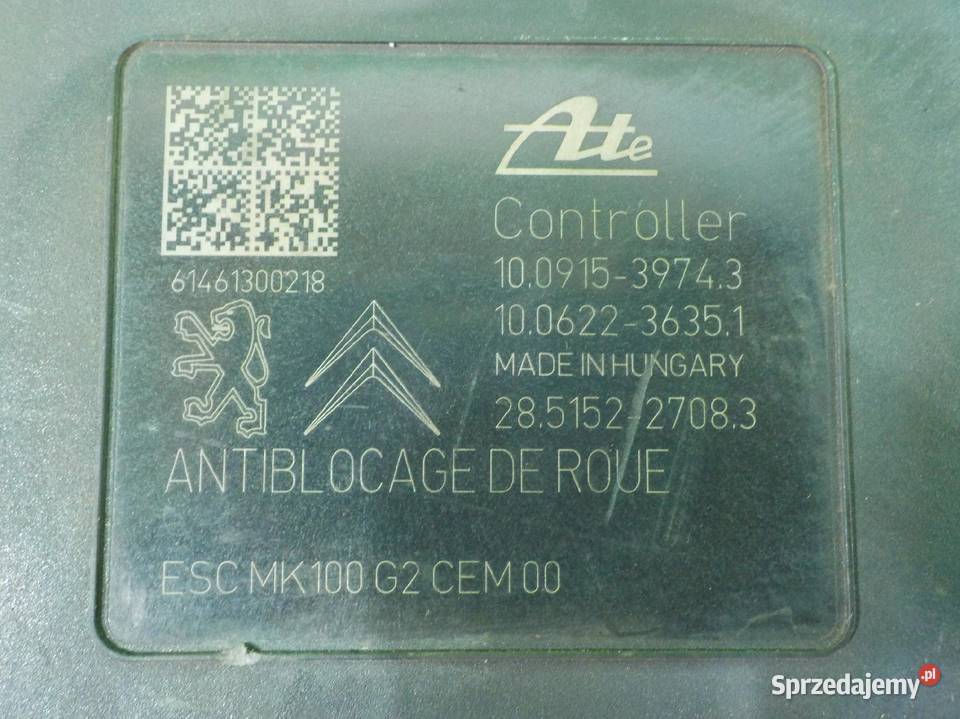 Ate
Controller
10.0915-3974.3
61461300218
10.0622-3635.1
MADE IN HUNGARY
28.5152-2708.3
ANTIBLOCAGE DE ROUE
ESC MK100 G2 CEM 00
Sprzedajemy.pl